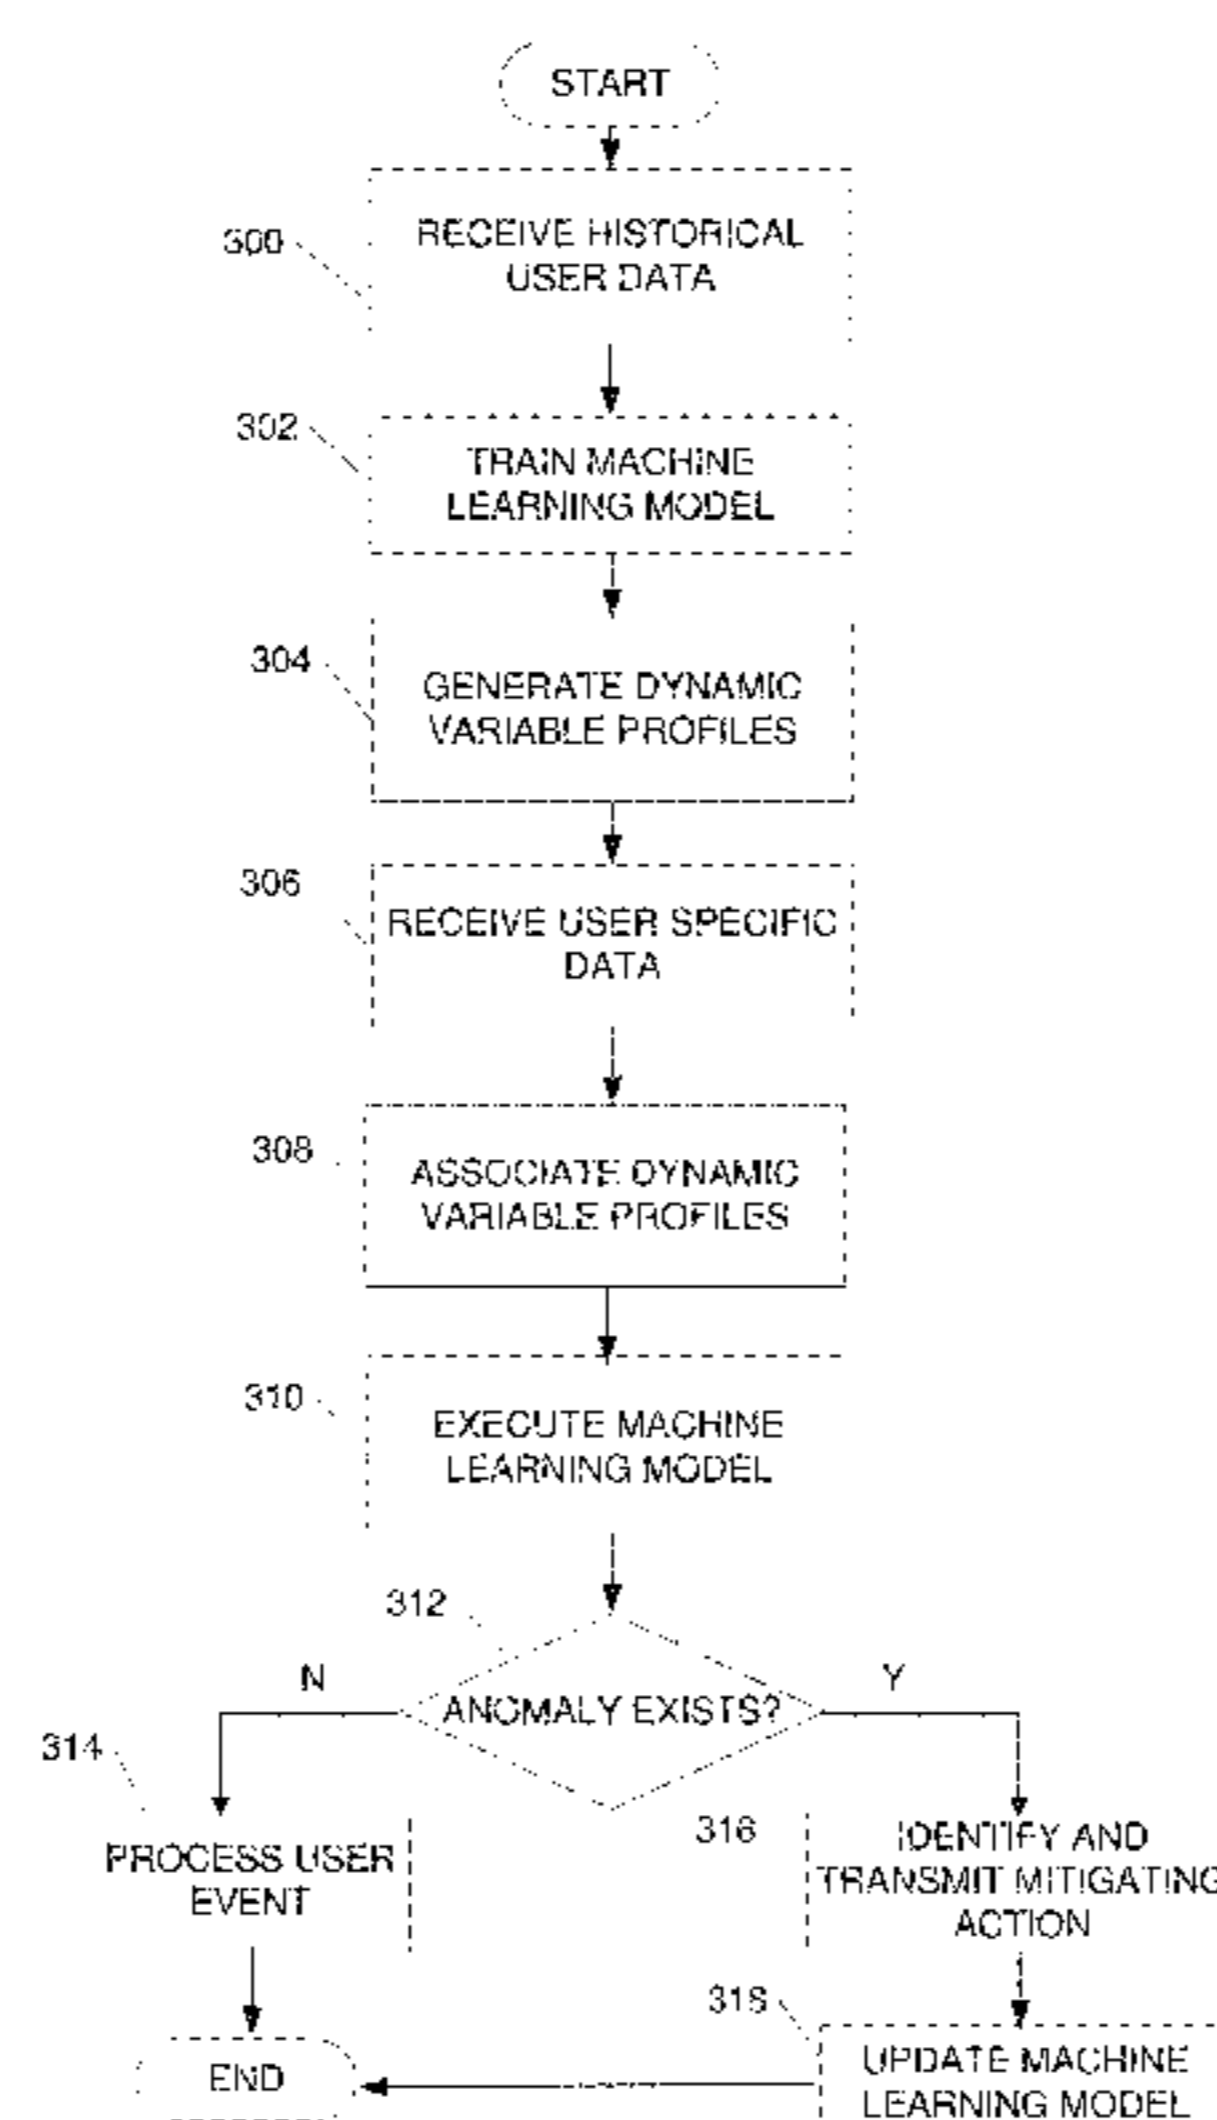 START
300
RECEIVE HISTORICAL
USER DATA
302
TRAIN MACHINE
LEARNING MODEL
304
GENERATE DYNAMIC
VARIABLE PROFILES
306
RECEIVE USER SPECIFIC
DATA
308
ASSOCIATE DYNAMIC
VARIABLE PROFILES
310
EXECUTE MACHINE
LEARNING MODEL
312
N
Y
ANOMALY EXISTS?
314
PROCESS USER
EVENT
316
IDENTIFY AND
TRANSMIT MITIGATING
ACTION
318
UPDATE MACHINE
LEARNING MODEL
END